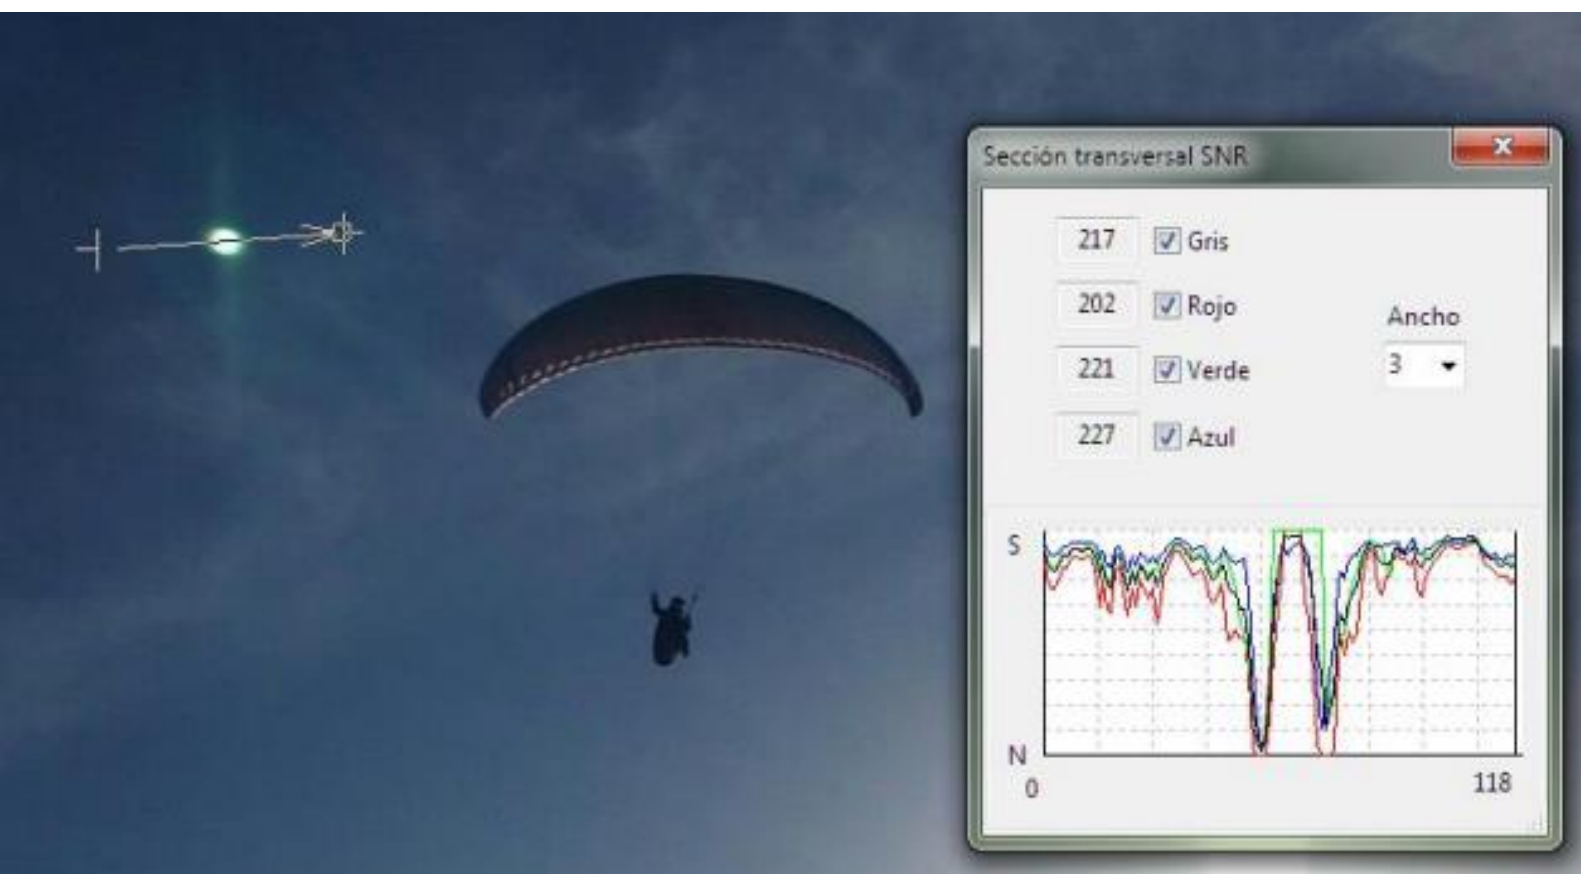 Sección transversal SNR
217 Gris
202 Rojo
Ancho
221 Verde
3
227 Azul
S
N
0
118